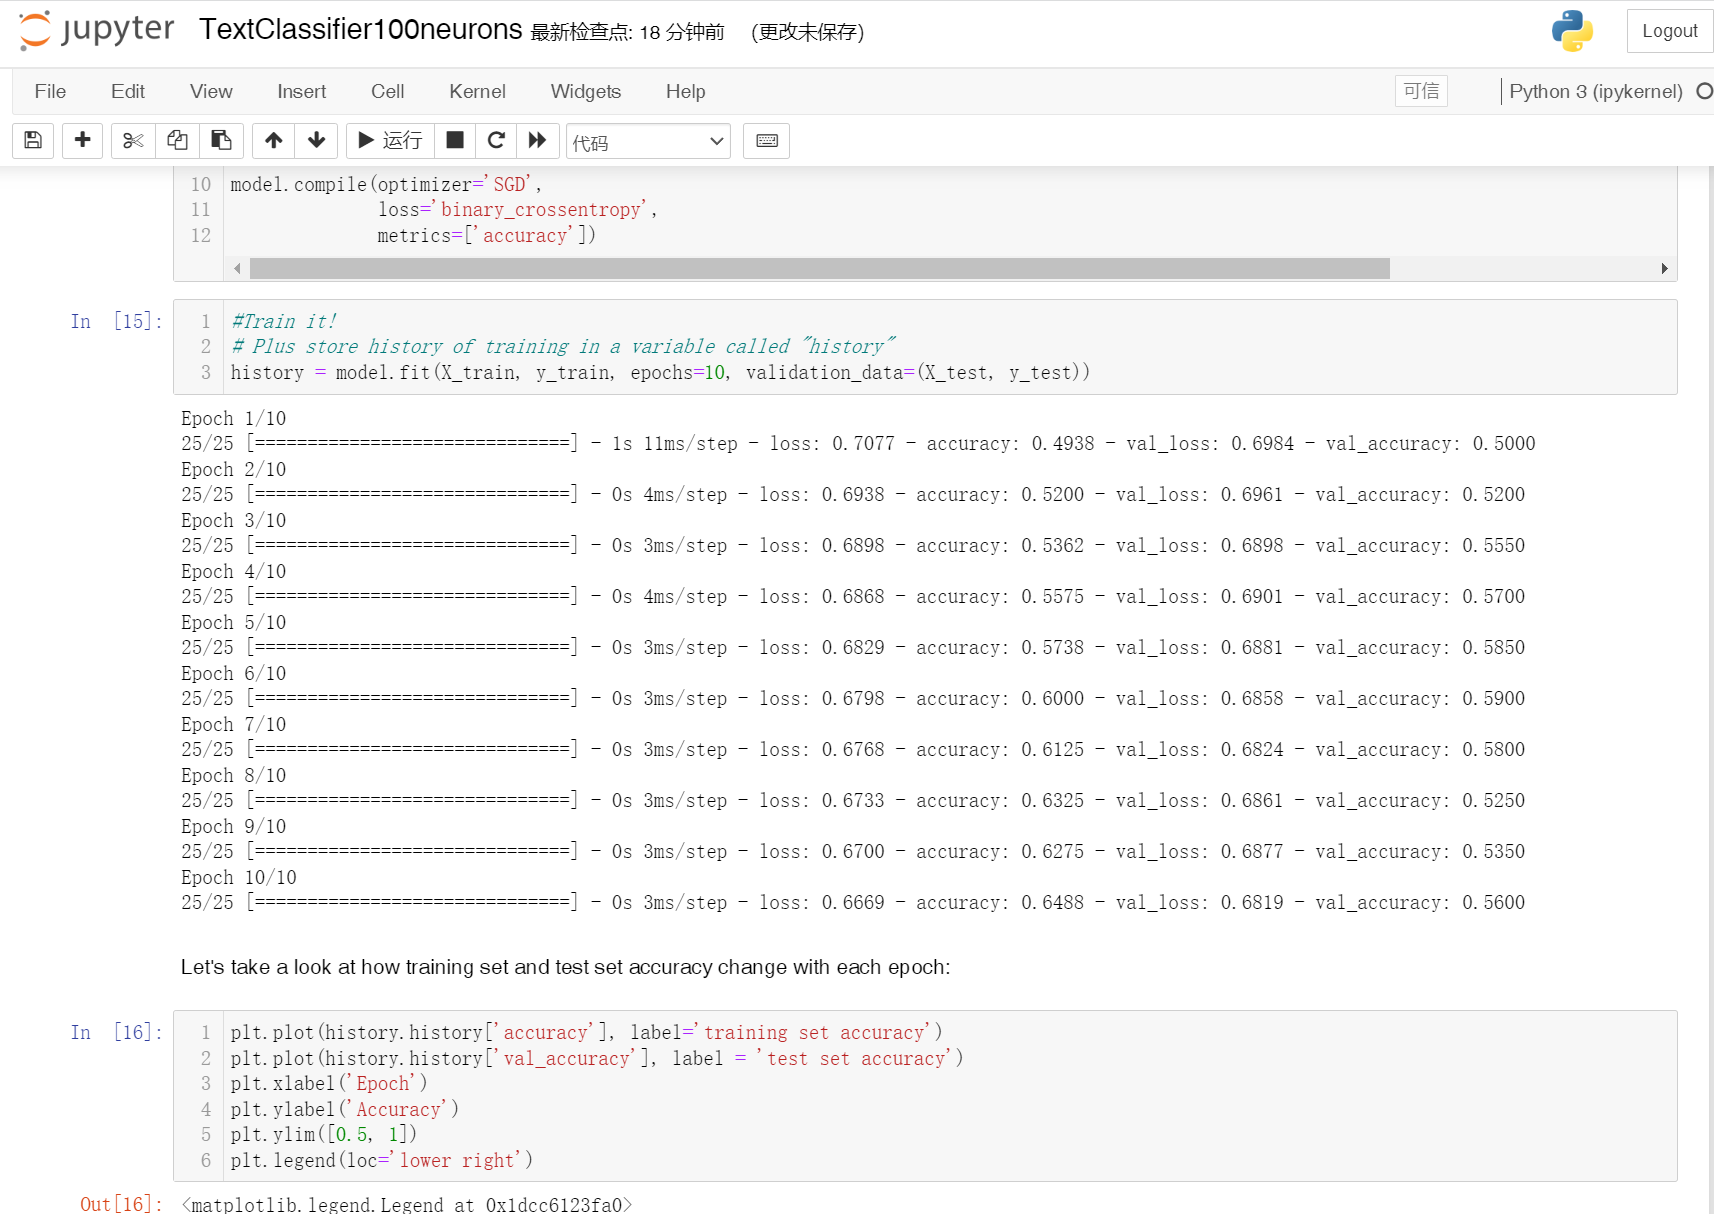 jupyter TextClassifier100neurons 最新检查点: 18 分钟前 (更改未保存) Logout
File Edit View Insert Cell Kernel Widgets Help 可信 Python 3 (ipykernel)
运行 代码
10 model.compile(optimizer='SGD',
11 loss='binary_crossentropy',
12 metrics=['accuracy'])
In [15]:
1 #Train it!
2 # Plus store history of training in a variable called "history"
3 history = model.fit(X_train, y_train, epochs=10, validation_data=(X_test, y_test))
Epoch 1/10
25/25 [==============================] - 1s 11ms/step - loss: 0.7077 - accuracy: 0.4938 - val_loss: 0.6984 - val_accuracy: 0.5000
Epoch 2/10
25/25 [==============================] - 0s 4ms/step - loss: 0.6938 - accuracy: 0.5200 - val_loss: 0.6961 - val_accuracy: 0.5200
Epoch 3/10
25/25 [==============================] - 0s 3ms/step - loss: 0.6898 - accuracy: 0.5362 - val_loss: 0.6898 - val_accuracy: 0.5550
Epoch 4/10
25/25 [==============================] - 0s 4ms/step - loss: 0.6868 - accuracy: 0.5575 - val_loss: 0.6901 - val_accuracy: 0.5700
Epoch 5/10
25/25 [==============================] - 0s 3ms/step - loss: 0.6829 - accuracy: 0.5738 - val_loss: 0.6881 - val_accuracy: 0.5850
Epoch 6/10
25/25 [==============================] - 0s 3ms/step - loss: 0.6798 - accuracy: 0.6000 - val_loss: 0.6858 - val_accuracy: 0.5900
Epoch 7/10
25/25 [==============================] - 0s 3ms/step - loss: 0.6768 - accuracy: 0.6125 - val_loss: 0.6824 - val_accuracy: 0.5800
Epoch 8/10
25/25 [==============================] - 0s 3ms/step - loss: 0.6733 - accuracy: 0.6325 - val_loss: 0.6861 - val_accuracy: 0.5250
Epoch 9/10
25/25 [==============================] - 0s 3ms/step - loss: 0.6700 - accuracy: 0.6275 - val_loss: 0.6877 - val_accuracy: 0.5350
Epoch 10/10
25/25 [==============================] - 0s 3ms/step - loss: 0.6669 - accuracy: 0.6488 - val_loss: 0.6819 - val_accuracy: 0.5600
Let's take a look at how training set and test set accuracy change with each epoch:
In [16]:
1 plt.plot(history.history['accuracy'], label='training set accuracy')
2 plt.plot(history.history['val_accuracy'], label = 'test set accuracy')
3 plt.xlabel('Epoch')
4 plt.ylabel('Accuracy')
5 plt.ylim([0.5, 1])
6 plt.legend(loc='lower right')
Out[16]: <matplotlib.legend.Legend at 0x1dcc6123fa0>